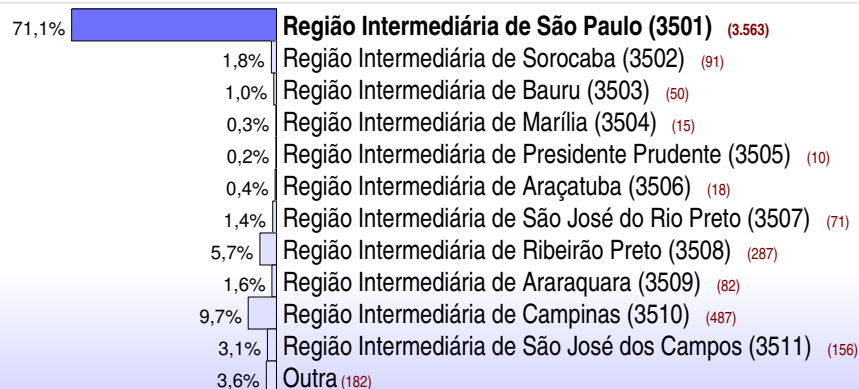 71,1% Região Intermediária de São Paulo (3501) (3.563)
1,8% Região Intermediária de Sorocaba (3502) (91)
1,0% Região Intermediária de Bauru (3503) (50)
0,3% Região Intermediária de Marília (3504) (15)
0,2% Região Intermediária de Presidente Prudente (3505) (10)
0,4% Região Intermediária de Araçatuba (3506) (18)
1,4% Região Intermediária de São José do Rio Preto (3507) (71)
5,7% Região Intermediária de Ribeirão Preto (3508) (287)
1,6% Região Intermediária de Araraquara (3509) (82)
9,7% Região Intermediária de Campinas (3510) (487)
3,1% Região Intermediária de São José dos Campos (3511) (156)
3,6% Outra (182)